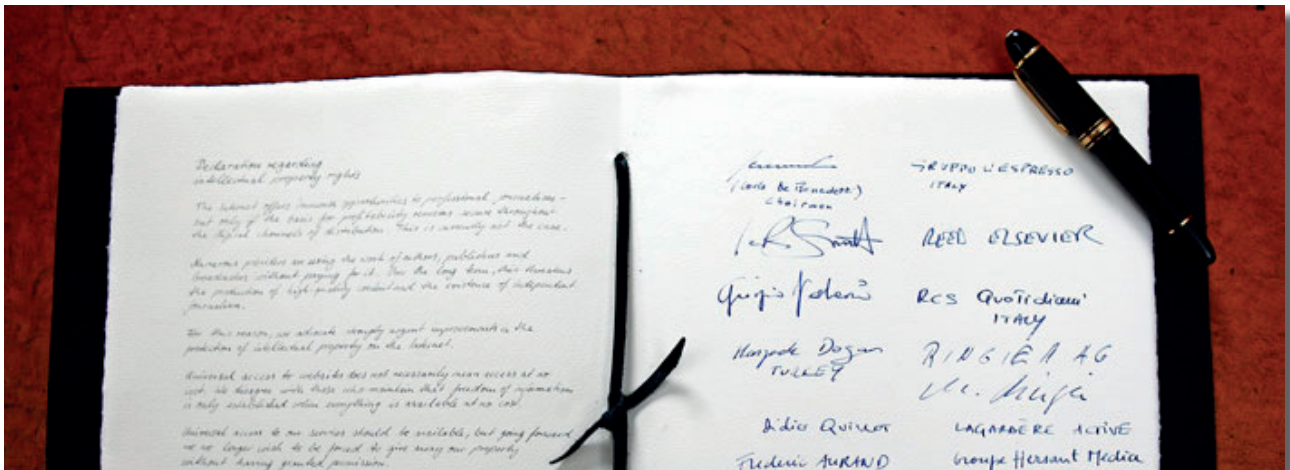 Declaration regarding
intellectual property rights
The Internet offers immense opportunities to professional journalism –
but only if the basis for profitability remains secure throughout
the digital channels of distribution. This is currently not the case.
Numerous providers are using the work of authors, publishers and
broadcasters without paying for it. Over the long term, this threatens
the production of high-quality content and the existence of independent
journalism.
For this reason, we advocate strongly urgent improvements in the
protection of intellectual property on the Internet.
Universal access to websites does not necessarily mean access at no
cost. We disagree with those who maintain that freedom of information
is only established when everything is available at no cost.
Universal access to our services should be available, but going forward
we no longer wish to be forced to give away our property
without having granted permission.
(Carlo De Benedetti)
Chairman
GRUPPO L'ESPRESSO
ITALY
REED ELSEVIER
RCS Quotidiani
ITALY
Dogan
TURKEY
RINGIER AG
Didier QUILLOT
LAGARDÈRE ACTIVE
Frederic AURAND
Groupe Hersant Media